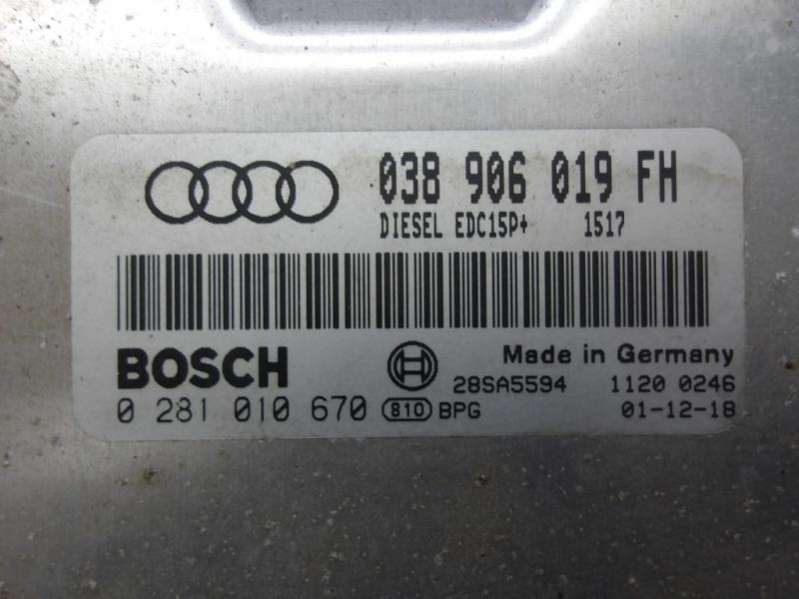 038 906 019 FH
DIESEL EDC15P+ 1517
BOSCH
Made in Germany
28SA5594 1120 0246
0 281 010 670 810 BPG 01-12-18